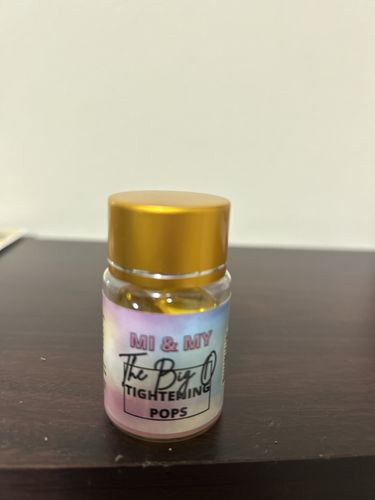 MI & MY
The Big O
TIGHTENING
POPS